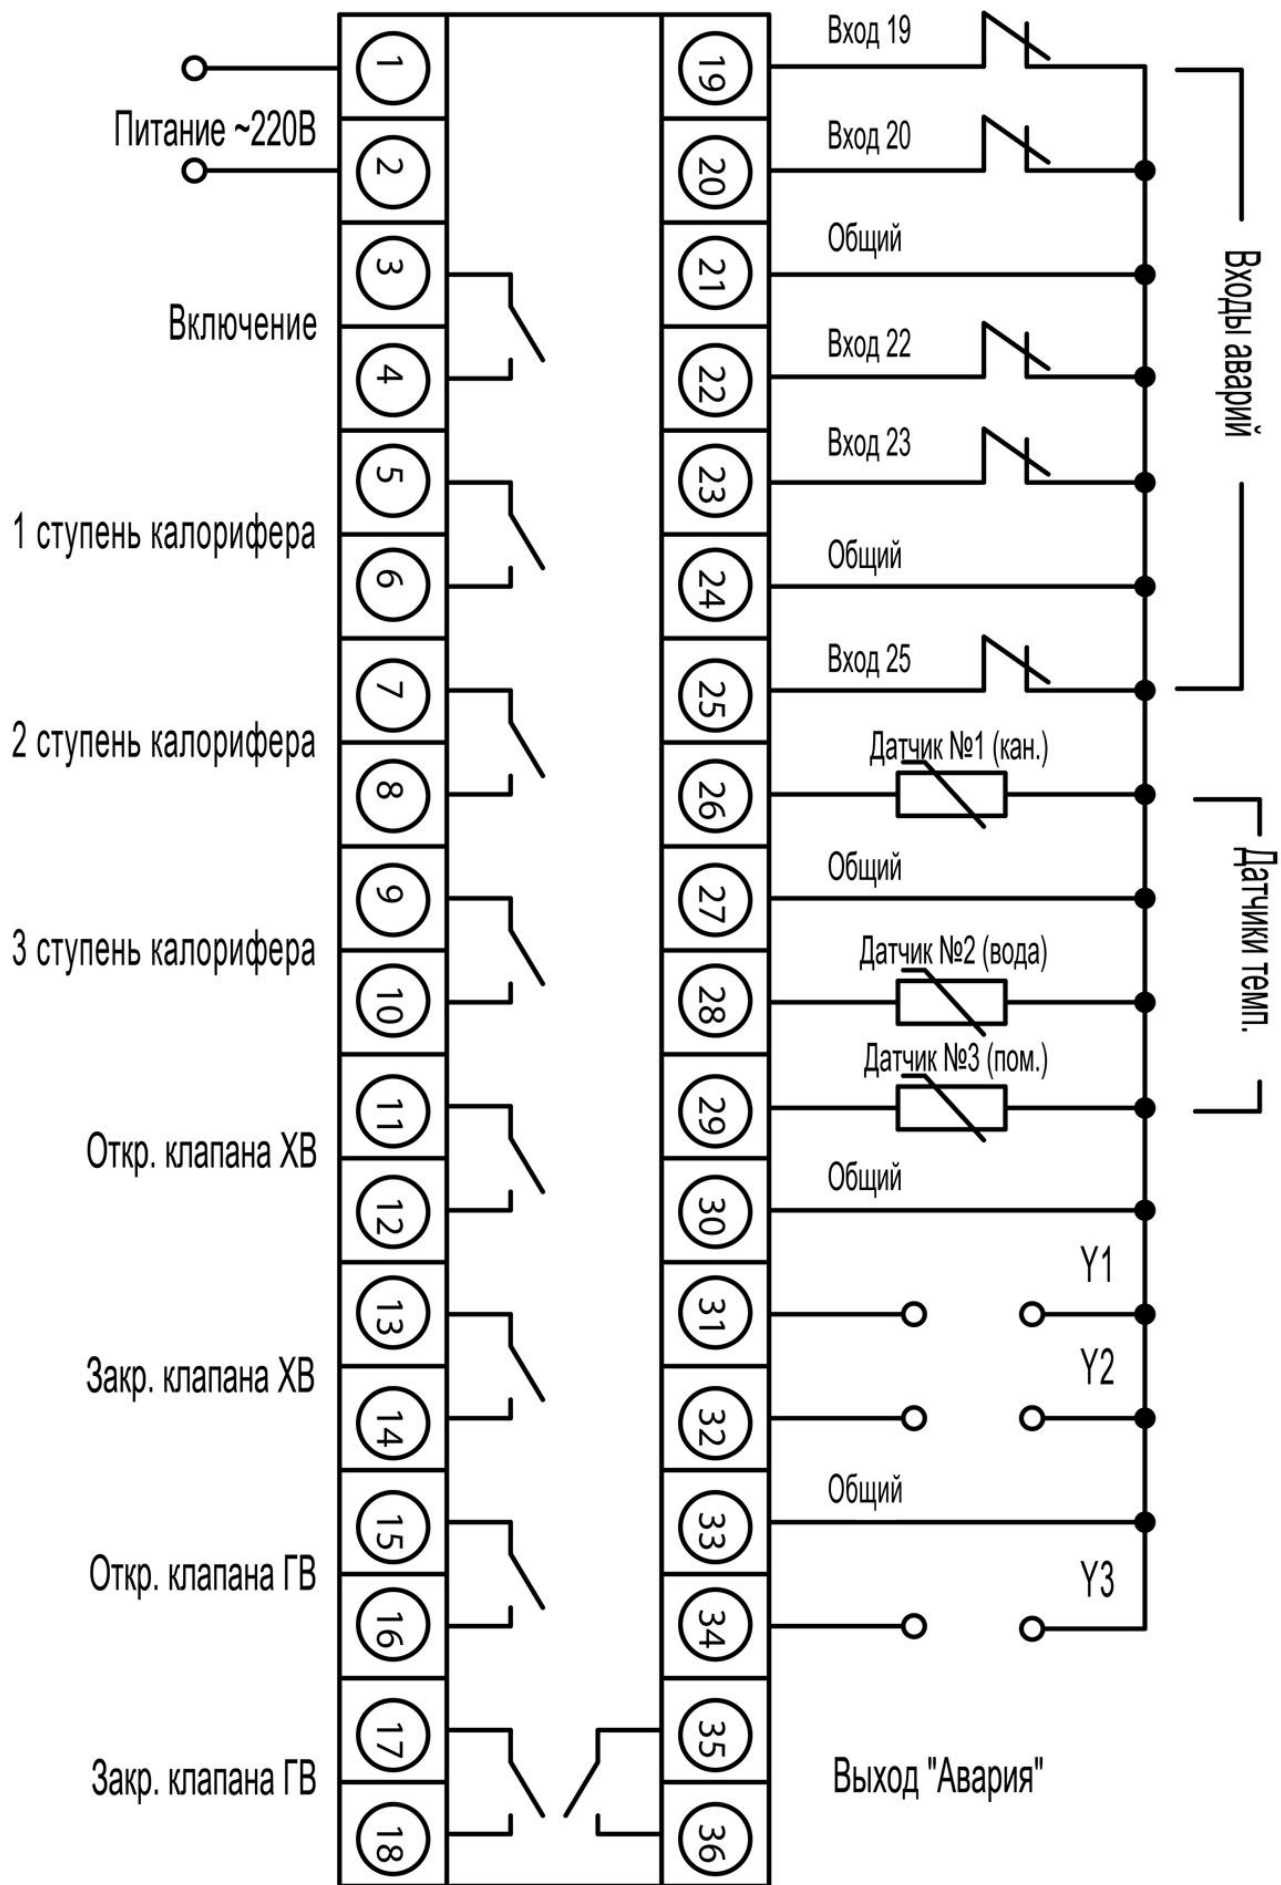 1
Питание ~220В
2
3
Включение
4
5
1 ступень калорифера
6
7
2 ступень калорифера
8
9
3 ступень калорифера
10
11
Откр. клапана ХВ
12
13
Закр. клапана ХВ
14
15
Откр. клапана ГВ
16
17
Закр. клапана ГВ
18
19
Вход 19
20
Вход 20
21
Общий
22
Вход 22
23
Вход 23
24
Общий
25
Вход 25
Входы аварий
26
Датчик №1 (кан.)
27
Общий
28
Датчик №2 (вода)
29
Датчик №3 (пом.)
Датчики темп.
30
Общий
31
Y1
32
Y2
33
Общий
34
Y3
35
Выход "Авария"
36